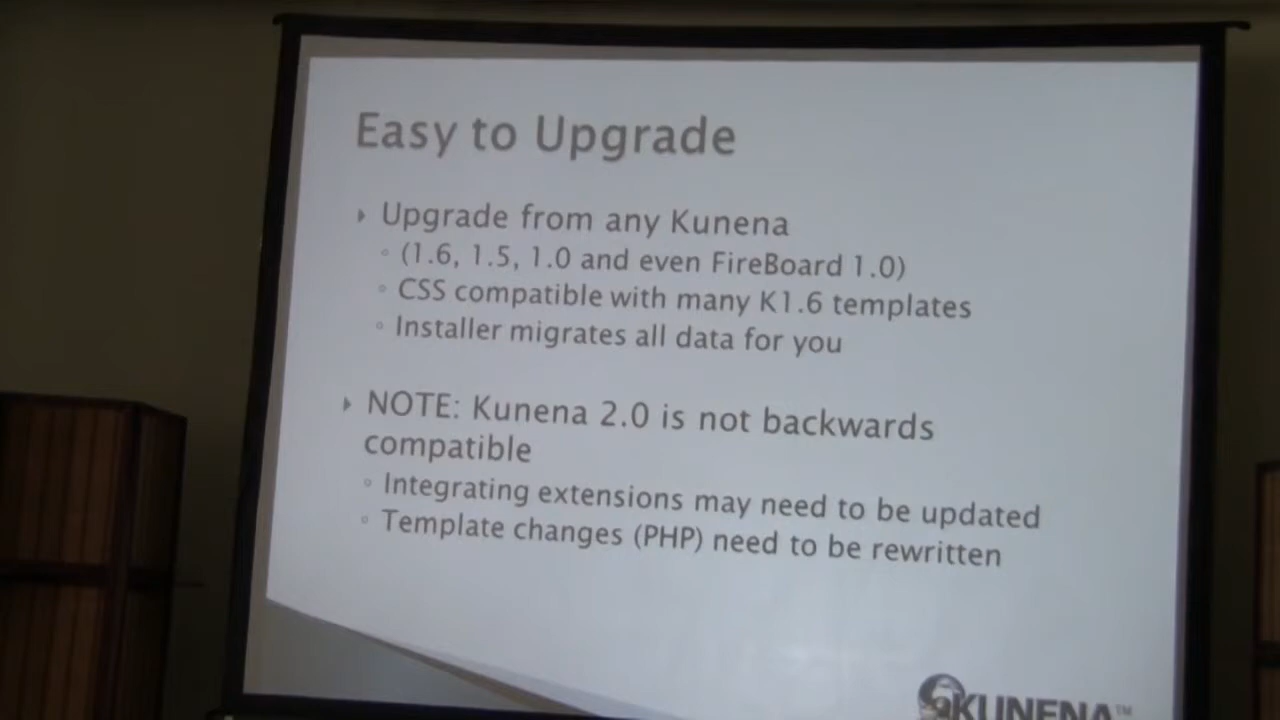 Easy to Upgrade
Upgrade from any Kunena
(1.6, 1.5, 1.0 and even FireBoard 1.0)
CSS compatible with many K1.6 templates
Installer migrates all data for you
NOTE: Kunena 2.0 is not backwards
compatible
Integrating extensions may need to be updated
Template changes (PHP) need to be rewritten
KUNENA™